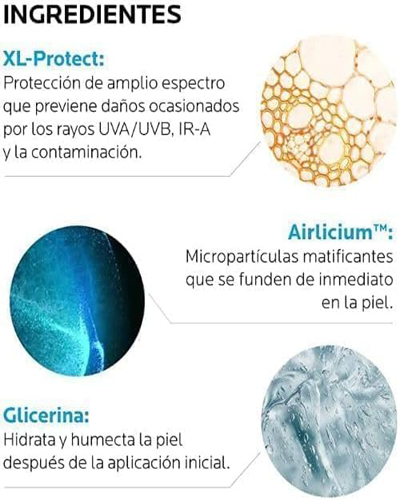 INGREDIENTES
XL-Protect:
Protección de amplio espectro
que previene daños ocasionados
por los rayos UVA/UVB, IR-A
y la contaminación.
Airlicium™:
Micropartículas matificantes
que se funden de inmediato
en la piel.
Glicerina:
Hidrata y humecta la piel
después de la aplicación inicial.